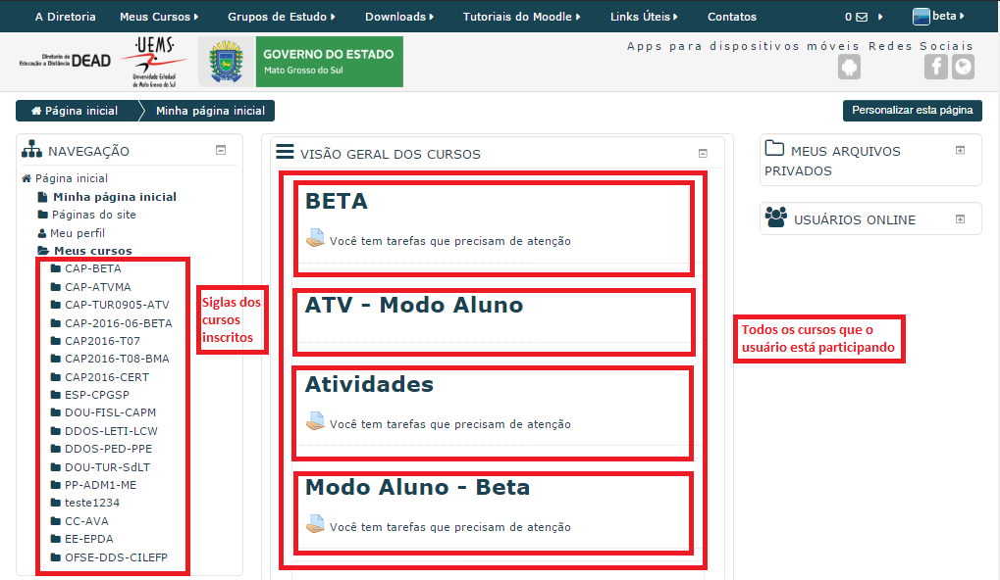 A Diretoria Meus Cursos Grupos de Estudo Downloads Tutoriais do Moodle Links Úteis Contatos 0 beta
Diretoria de
Educação a Distância DEAD
UEMS
Universidade Estadual
de Mato Grosso do Sul
GOVERNO DO ESTADO
Mato Grosso do Sul
Apps para dispositivos móveis Redes Sociais
Página inicial Minha página inicial
Personalizar esta página
NAVEGAÇÃO
Página inicial
Minha página inicial
Páginas do site
Meu perfil
Meus cursos
CAP-BETA
CAP-ATVMA
CAP-TUR0905-ATV
CAP-2016-06-BETA
CAP2016-T07
CAP2016-T08-BMA
CAP2016-CERT
ESP-CPGSP
DOU-FISL-CAPM
DDOS-LETI-LCW
DDOS-PED-PPE
DOU-TUR-SdLT
PP-ADM1-ME
teste1234
CC-AVA
EE-EPDA
OFSE-DDS-CILEFP
Siglas dos
cursos
inscritos
VISÃO GERAL DOS CURSOS
BETA
Você tem tarefas que precisam de atenção
ATV - Modo Aluno
Atividades
Você tem tarefas que precisam de atenção
Modo Aluno - Beta
Você tem tarefas que precisam de atenção
Todos os cursos que o
usuário está participando
MEUS ARQUIVOS
PRIVADOS
USUÁRIOS ONLINE